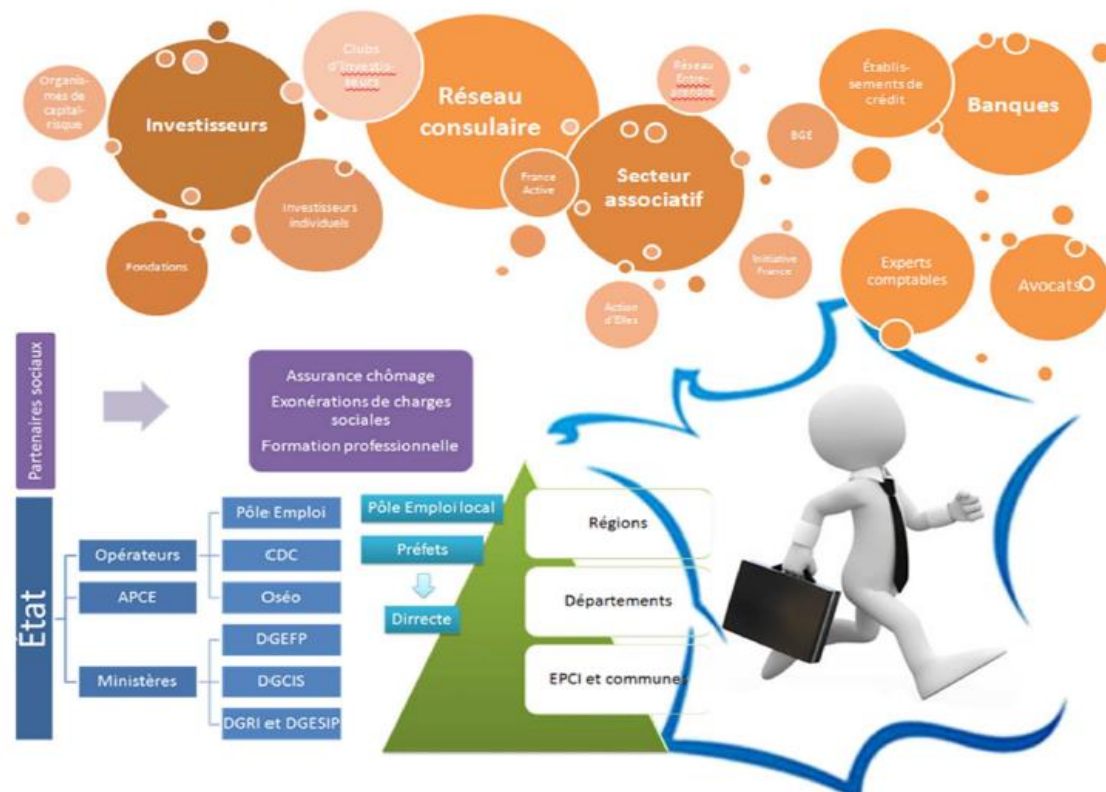 Organis-
mes de
capital-
risque
Investisseurs
Clubs
d'Investis-
seurs
Réseau
consulaire
Réseau
Entre-
prendre
Établis-
sements de
crédit
Banques
BGE
France
Active
Secteur
associatif
Investisseurs
individuels
Fondations
Initiative
France
Experts
comptables
Avocats
Action
d'Elles
Partenaires sociaux
Assurance chômage
Exonérations de charges
sociales
Formation professionnelle
État
Opérateurs
APCE
Ministères
Pôle Emploi
CDC
Oséo
DGEFP
DGCIS
DGRI et DGESIP
Pôle Emploi local
Préfets
Dirrecte
Régions
Départements
EPCI et communes